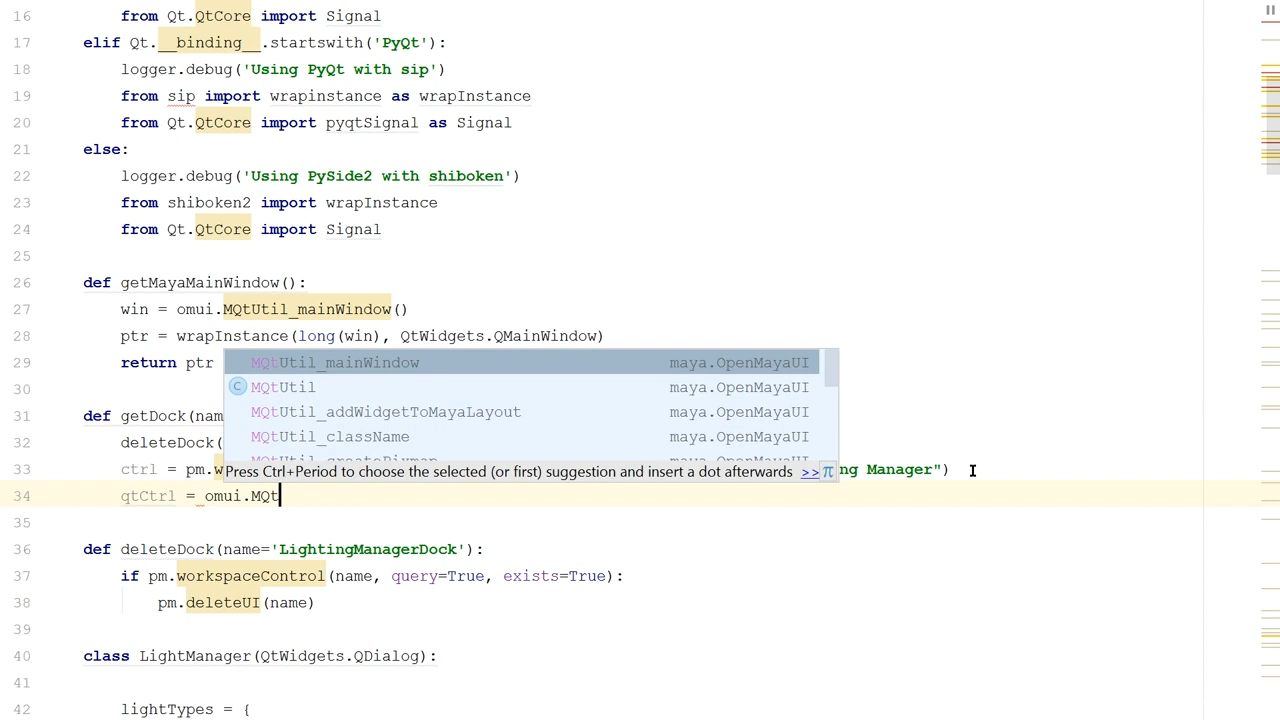 16 from Qt.QtCore import Signal
17 elif Qt.__binding__.startswith('PyQt'):
18 logger.debug('Using PyQt with sip')
19 from sip import wrapinstance as wrapInstance
20 from Qt.QtCore import pyqtSignal as Signal
21 else:
22 logger.debug('Using PySide2 with shiboken')
23 from shiboken2 import wrapInstance
24 from Qt.QtCore import Signal
25
26 def getMayaMainWindow():
27 win = omui.MQtUtil_mainWindow()
28 ptr = wrapInstance(long(win), QtWidgets.QMainWindow)
29 return ptr
MQtUtil_mainWindow maya.OpenMayaUI
C MQtUtil maya.OpenMayaUI
30
MQtUtil_addWidgetToMayaLayout maya.OpenMayaUI
31 def getDock(nam
MQtUtil_className maya.OpenMayaUI
32 deleteDock(
MQtUtil_createPixmap maya.OpenMayaUI
33 ctrl = pm.w ng Manager")
Press Ctrl+Period to choose the selected (or first) suggestion and insert a dot afterwards >> π
34 qtCtrl = omui.MQt
35
36 def deleteDock(name='LightingManagerDock'):
37 if pm.workspaceControl(name, query=True, exists=True):
38 pm.deleteUI(name)
39
40 class LightManager(QtWidgets.QDialog):
41
42 lightTypes = {